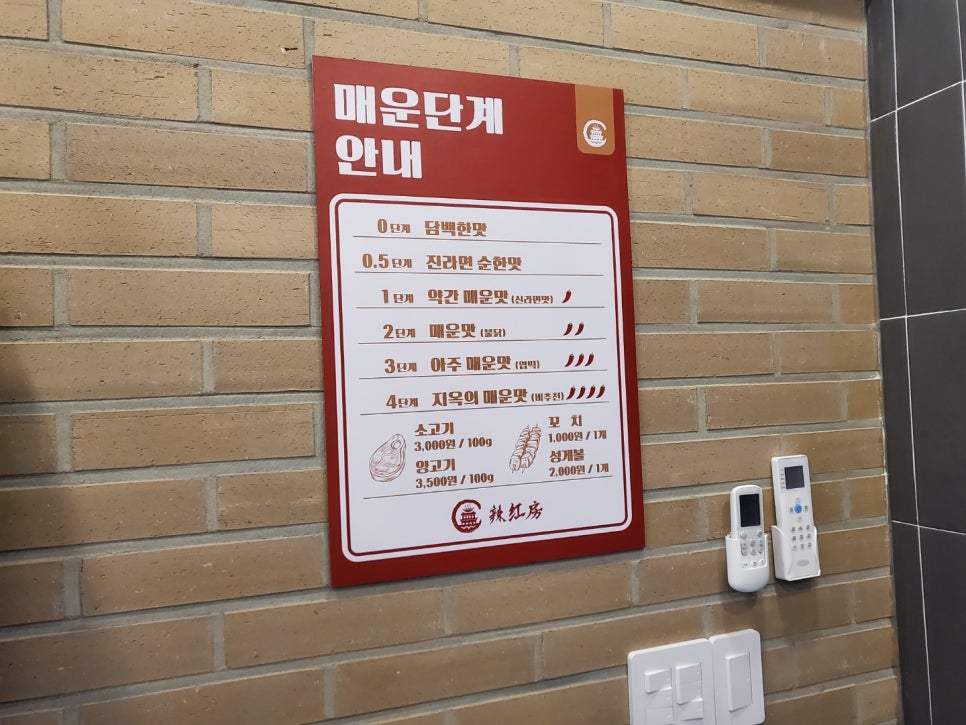 매운단계
안내
0단계 담백한맛
0.5단계 진라면 순한맛
1단계 약간 매운맛 (신라면맛)
2단계 매운맛 (불닭)
3단계 아주 매운맛 (엽떡)
4단계 지옥의 매운맛 (비추천)
소고기
3,000원 / 100g
양고기
3,500원 / 100g
꼬 치
1,000원 / 1개
성게볼
2,000원 / 1개
辣红房